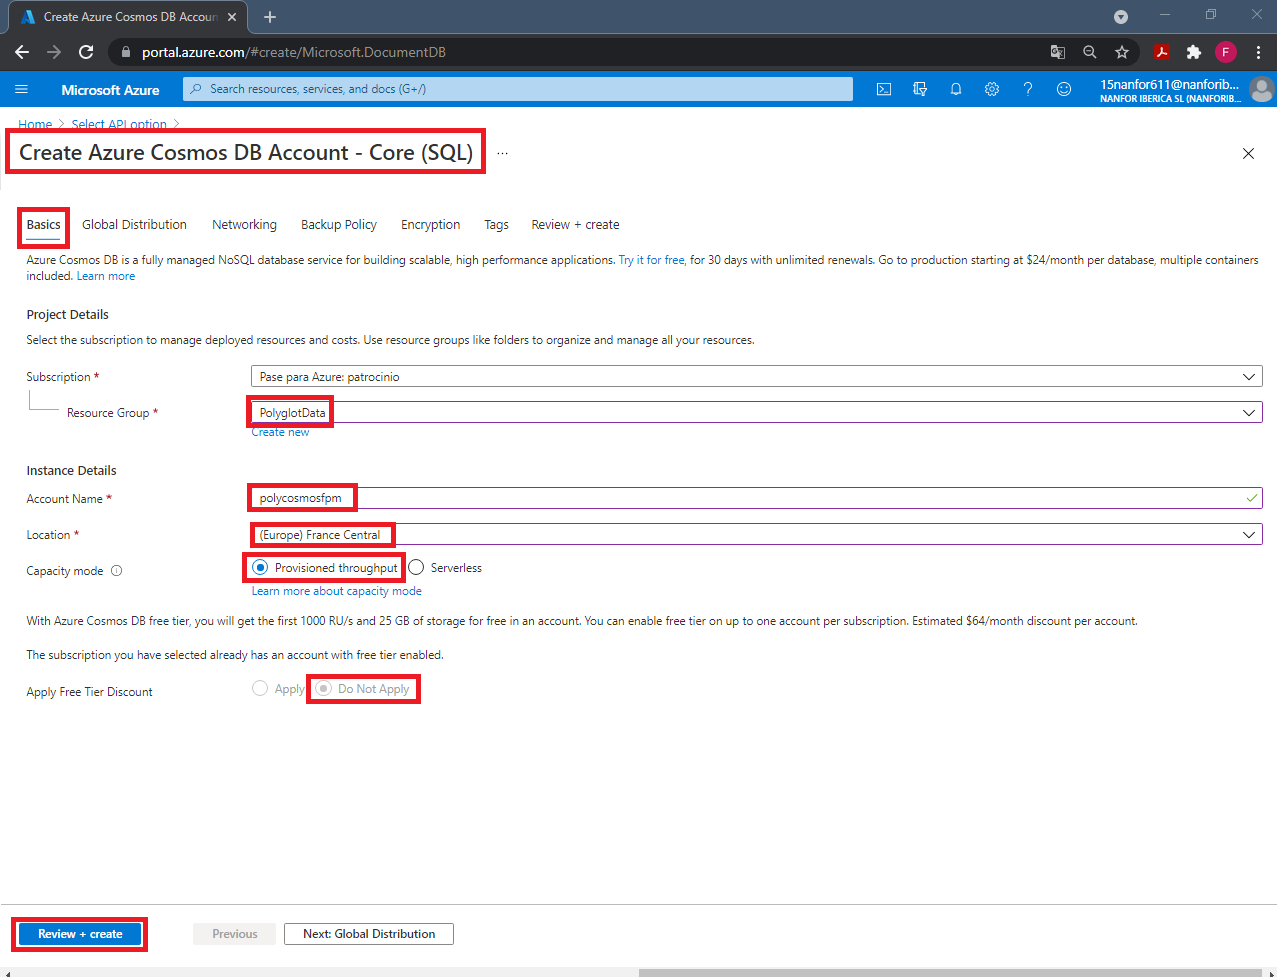 Create Azure Cosmos DB Accoun
portal.azure.com/#create/Microsoft.DocumentDB
F
Microsoft Azure
Search resources, services, and docs (G+/)
15nanfor611@nanforib...
NANFOR IBERICA SL (NANFORIB...
Home > Select API option >
Create Azure Cosmos DB Account - Core (SQL) ...
Basics Global Distribution Networking Backup Policy Encryption Tags Review + create
Azure Cosmos DB is a fully managed NoSQL database service for building scalable, high performance applications. Try it for free, for 30 days with unlimited renewals. Go to production starting at $24/month per database, multiple containers
included. Learn more
Project Details
Select the subscription to manage deployed resources and costs. Use resource groups like folders to organize and manage all your resources.
Subscription * Pase para Azure: patrocinio
Resource Group * PolyglotData
Create new
Instance Details
Account Name * polycosmosfpm
Location * (Europe) France Central
Capacity mode Provisioned throughput Serverless
Learn more about capacity mode
With Azure Cosmos DB free tier, you will get the first 1000 RU/s and 25 GB of storage for free in an account. You can enable free tier on up to one account per subscription. Estimated $64/month discount per account.
The subscription you have selected already has an account with free tier enabled.
Apply Free Tier Discount Apply Do Not Apply
Review + create Previous Next: Global Distribution